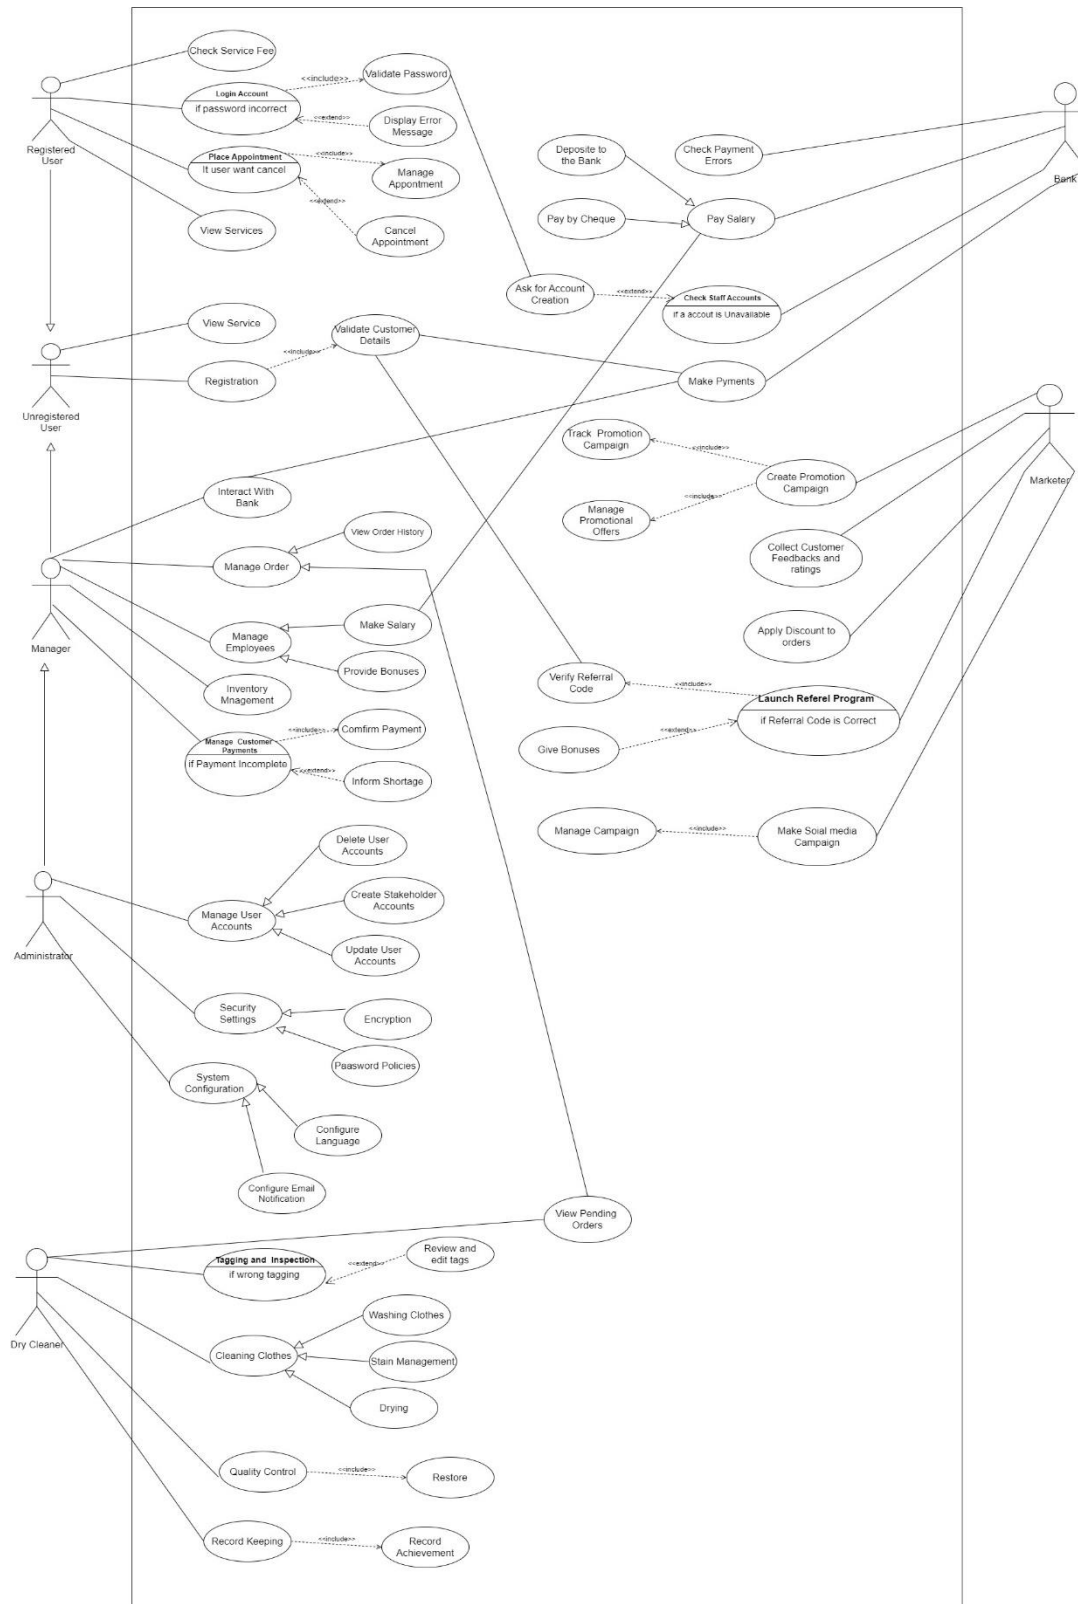 Check Service Fee
<<include>>
Validate Password
Login Account
if password incorrect
<<extend>>
Display Error
Message
Registered
User
Place Appointment
It user want cancel
<<include>>
Manage
Appontment
<<extend>>
Cancel
Appointment
View Services
Deposite to
the Bank
Check Payment
Errors
Bank
Pay by Cheque
Pay Salary
Ask for Account
Creation
<<extend>>
Check Staff Accounts
if a accout is Unavailable
View Service
Validate Customer
Details
<<include>>
Registration
Unregistered
User
Make Pyments
Track Promotion
Campaign
<<include>>
Create Promotion
Campaign
<<include>>
Manage
Promotional
Offers
Marketer
Interact With
Bank
View Order History
Manage Order
Collect Customer
Feedbacks and
ratings
Manager
Manage
Employees
Make Salary
Provide Bonuses
Apply Discount to
orders
Inventory
Mnagement
Verify Referral
Code
<<include>>
Launch Referel Program
if Referral Code is Correct
<<extend>>
Give Bonuses
Manage Customer
Payments
if Payment Incomplete
<<include>>
Comfirm Payment
<<extend>>
Inform Shortage
Manage Campaign
<<include>>
Make Soial media
Campaign
Delete User
Accounts
Create Stakeholder
Accounts
Manage User
Accounts
Update User
Accounts
Administrator
Security
Settings
Encryption
Paasword Policies
System
Configuration
Configure
Language
Configure Email
Notification
View Pending
Orders
Tagging and Inspection
if wrong tagging
<<extend>>
Review and
edit tags
Dry Cleaner
Washing Clothes
Cleaning Clothes
Stain Management
Drying
Quality Control
<<include>>
Restore
Record Keeping
<<include>>
Record
Achievement